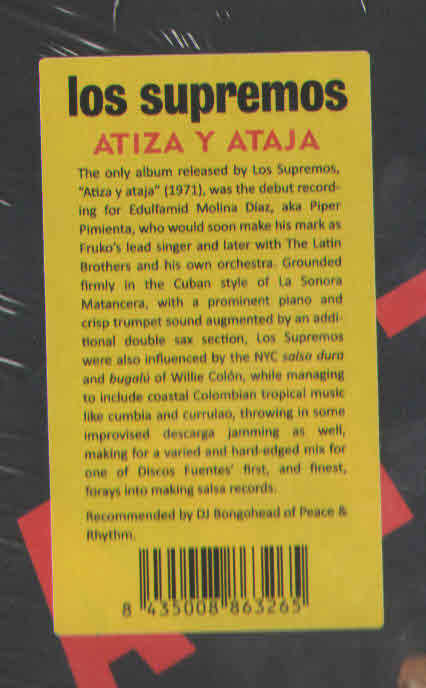 los supremos
ATIZA Y ATAJA
The only album released by Los Supremos,
"Atiza y ataja" (1971), was the debut record-
ing for Edulfamid Molina Díaz, aka Piper
Pimienta, who would soon make his mark as
Fruko's lead singer and later with The Latin
Brothers and his own orchestra. Grounded
firmly in the Cuban style of La Sonora
Matancera, with a prominent piano and
crisp trumpet sound augmented by an addi-
tional double sax section, Los Supremos
were also influenced by the NYC salsa dura
and bugalú of Willie Colón, while managing
to include coastal Colombian tropical music
like cumbia and currulao, throwing in some
improvised descarga jamming as well,
making for a varied and hard-edged mix for
one of Discos Fuentes' first, and finest,
forays into making salsa records.
Recommended by DJ Bongohead of Peace &
Rhythm.
8 435008 863265